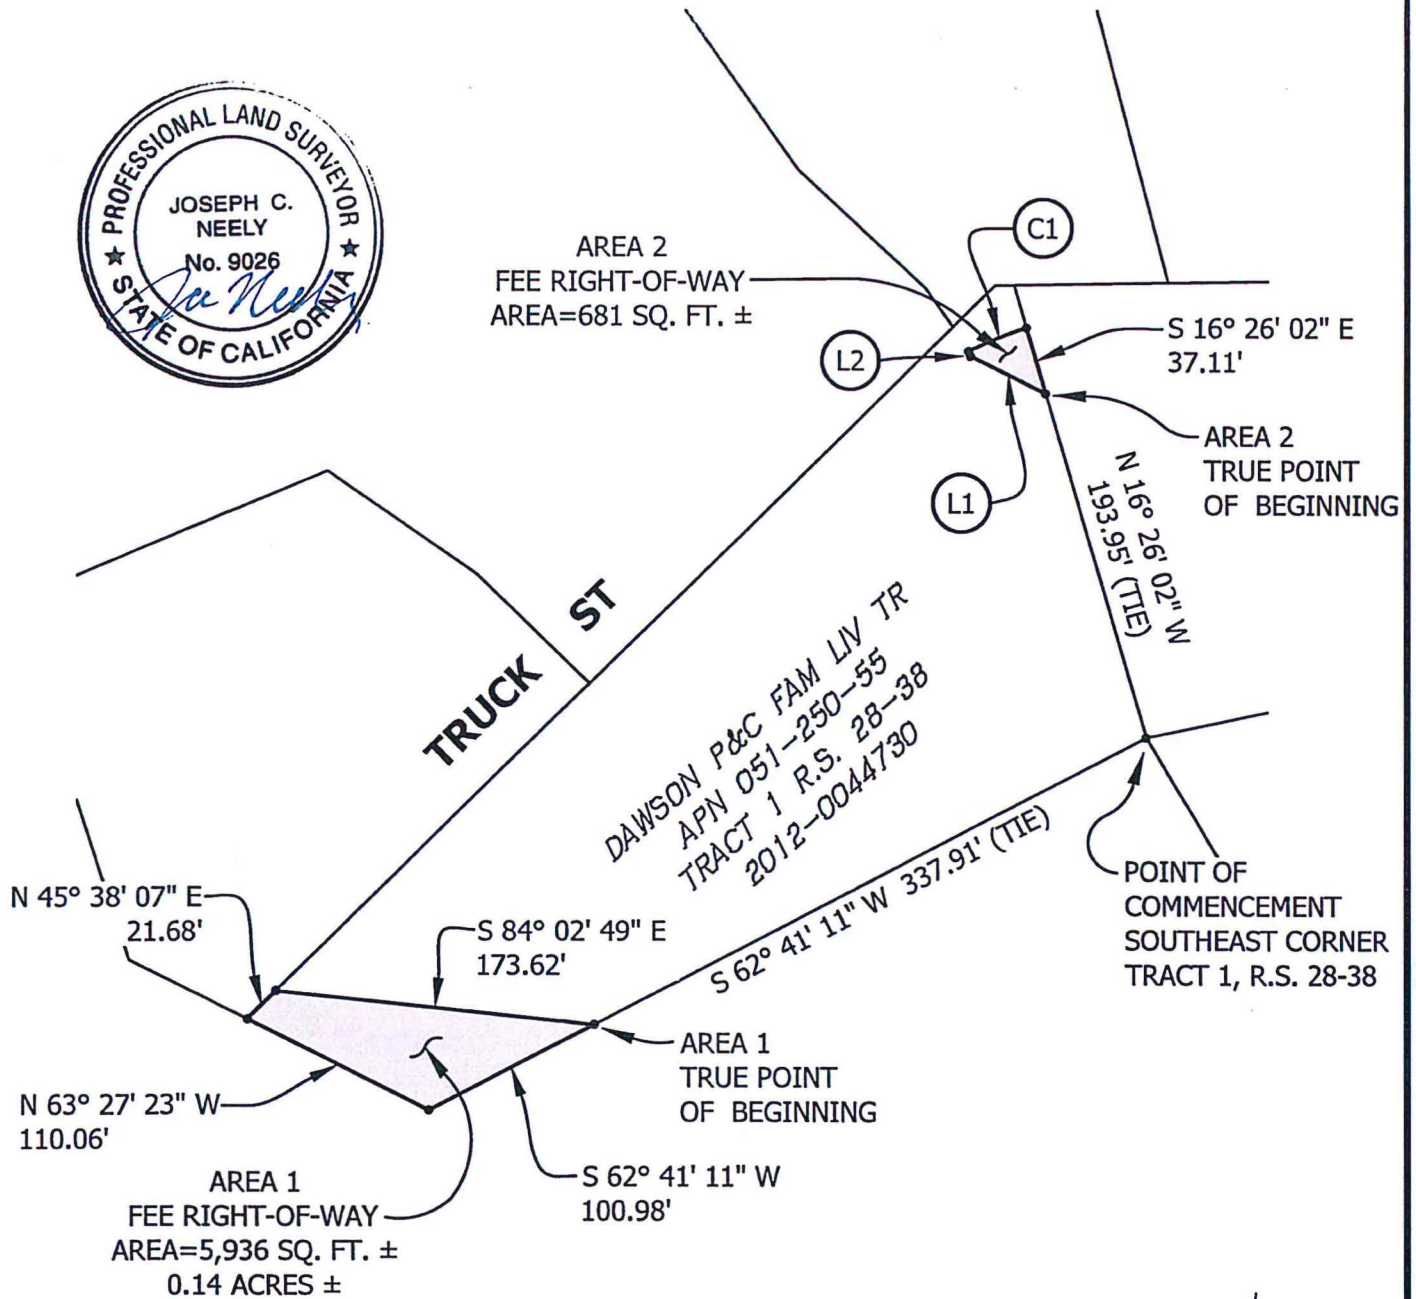 PROFESSIONAL LAND SURVEYOR
JOSEPH C.
NEELY
No. 9026
STATE OF CALIFORNIA
C1
AREA 2
FEE RIGHT-OF-WAY
AREA=681 SQ. FT. ±
L2
S 16° 26' 02" E
37.11'
AREA 2
TRUE POINT
OF BEGINNING
L1
N 16° 26' 02" W
193.95' (TIE)
TRUCK ST
DAWSON P&C FAM LIV TR
APN 051-250-55
TRACT 1 R.S. 28-38
2012-0044730
S 62° 41' 11" W 337.91' (TIE)
POINT OF
COMMENCEMENT
SOUTHEAST CORNER
TRACT 1, R.S. 28-38
N 45° 38' 07" E
21.68'
S 84° 02' 49" E
173.62'
AREA 1
TRUE POINT
OF BEGINNING
N 63° 27' 23" W
110.06'
S 62° 41' 11" W
100.98'
AREA 1
FEE RIGHT-OF-WAY
AREA=5,936 SQ. FT. ±
0.14 ACRES ±